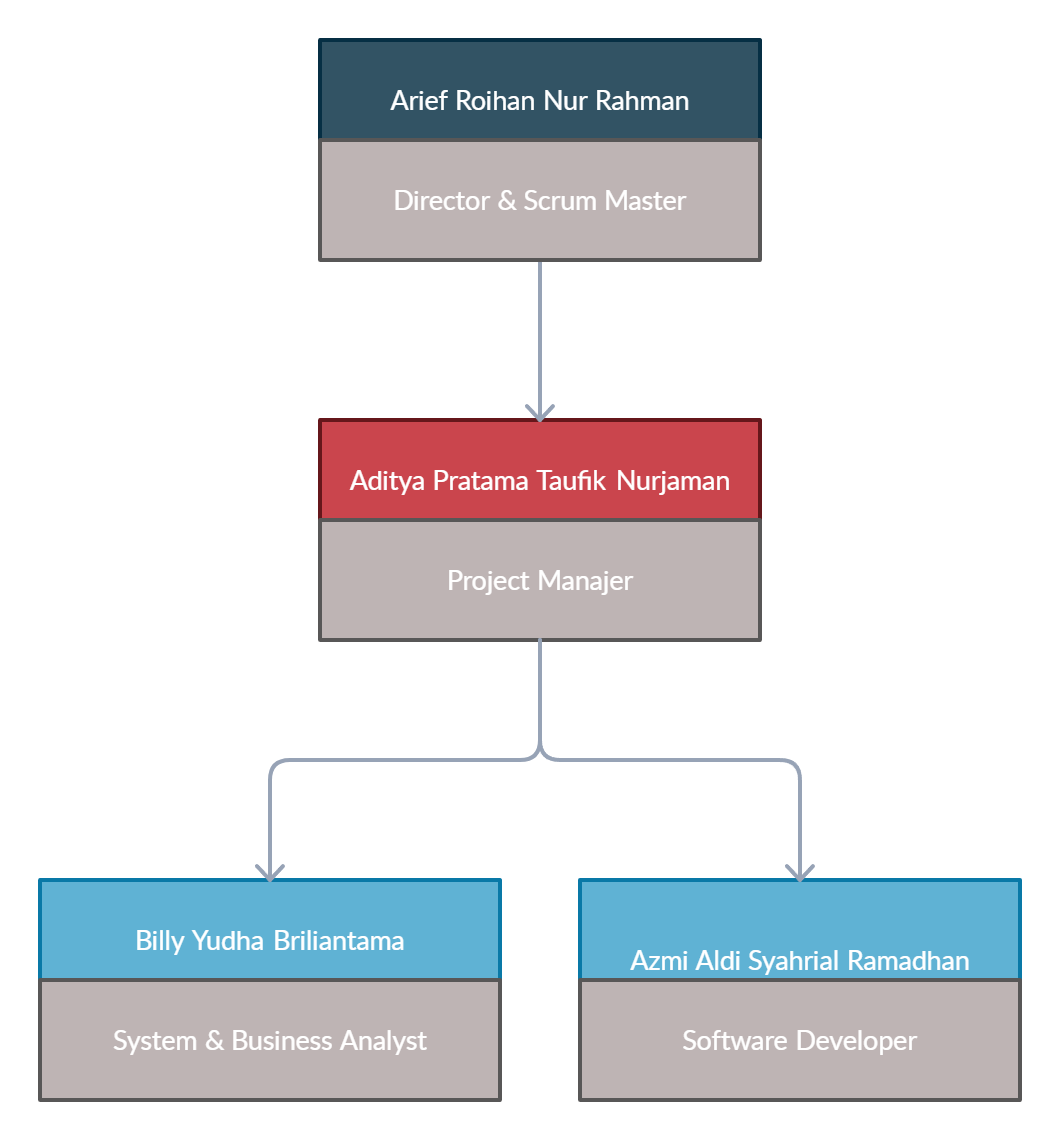 Arief Roihan Nur Rahman
Director & Scrum Master
Aditya Pratama Taufik Nurjaman
Project Manajer
Billy Yudha Briliantama
Azmi Aldi Syahrial Ramadhan
System & Business Analyst
Software Developer